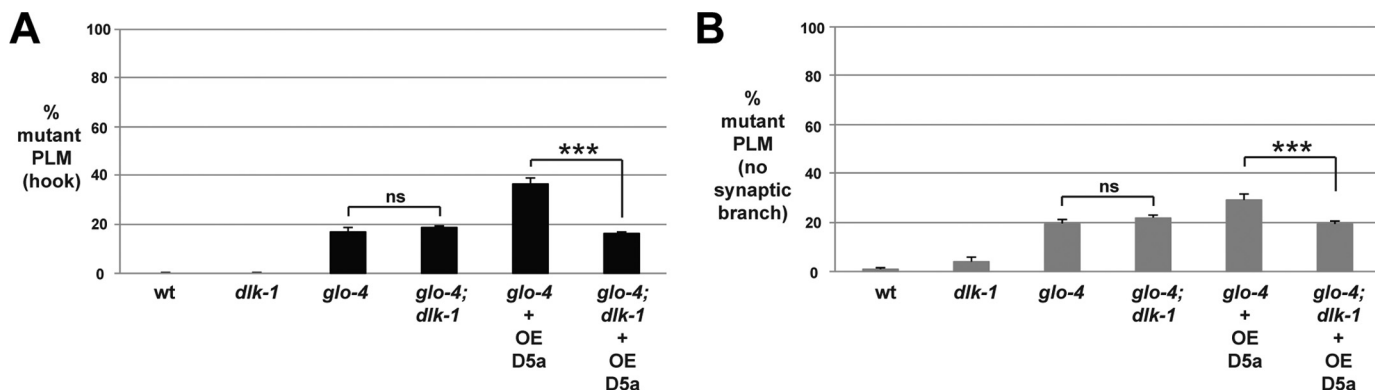 A
100
80
60
40
20
0
%
mutant
PLM
(hook)
ns
***
wt
dlk-1
glo-4
glo-4;
dlk-1
glo-4
+
OE
D5a
glo-4;
dlk-1
+
OE
D5a
B
100
80
60
40
20
0
%
mutant
PLM
(no
synaptic
branch)
ns
***
wt
dlk-1
glo-4
glo-4;
dlk-1
glo-4
+
OE
D5a
glo-4;
dlk-1
+
OE
D5a